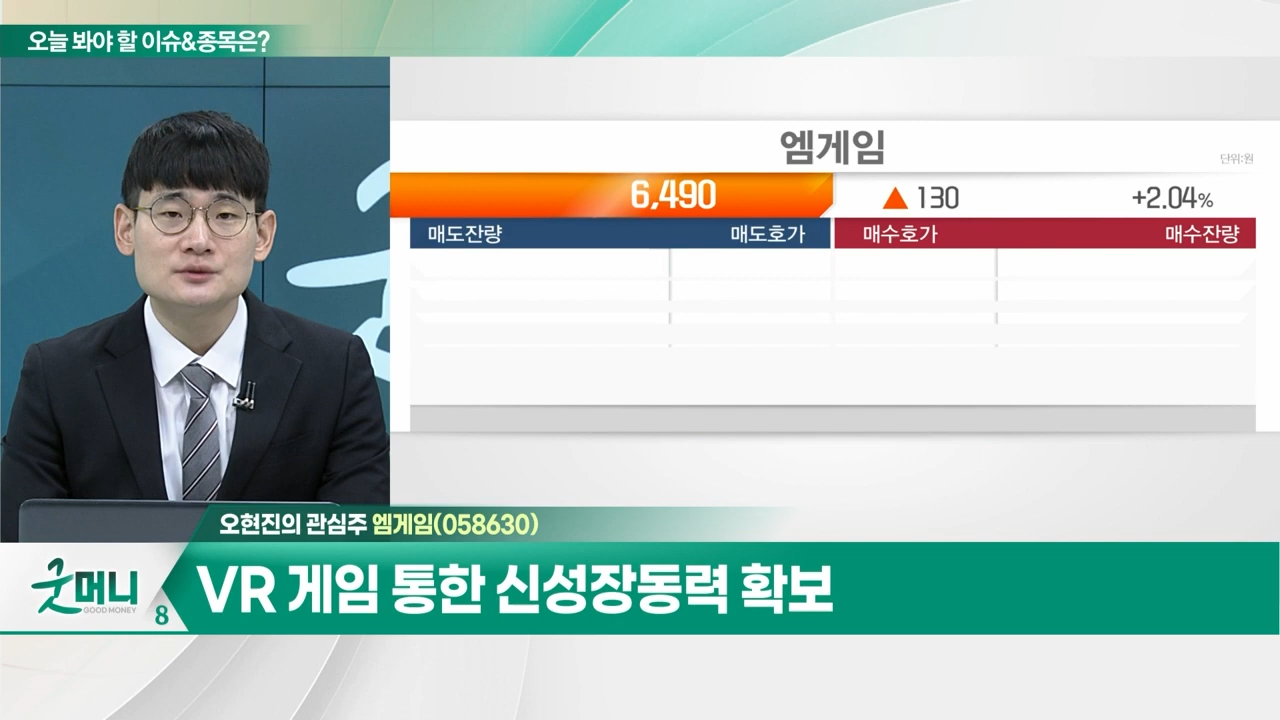 오늘 봐야 할 이슈&종목은?
엠게임
단위:원
6,490 ▲ 130 +2.04%
매도잔량 매도호가 매수호가 매수잔량
오현진의 관심주 엠게임(058630)
굿머니
GOOD MONEY
8
VR 게임 통한 신성장동력 확보